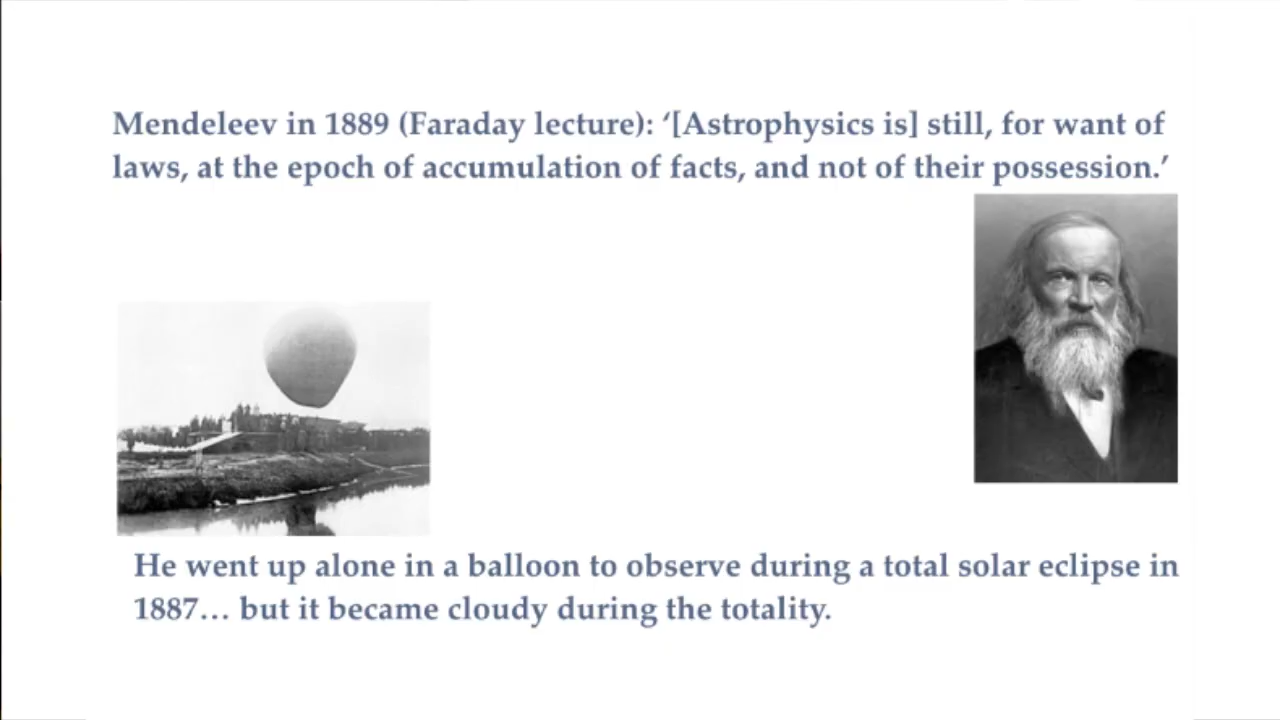 Mendeleev in 1889 (Faraday lecture): ‘[Astrophysics is] still, for want of
laws, at the epoch of accumulation of facts, and not of their possession.’
He went up alone in a balloon to observe during a total solar eclipse in
1887… but it became cloudy during the totality.